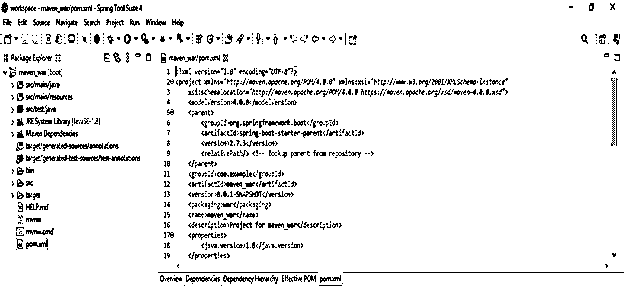 workspace - maven_war/pom.xml - Spring Tool Suite 4
File Edit Source Navigate Search Project Run Window Help
Package Explorer
maven_war [boot]
src/main/java
src/main/resources
src/test/java
JRE System Library [JavaSE-1.8]
Maven Dependencies
target/generated-sources/annotations
target/generated-test-sources/test-annotations
bin
src
target
HELP.md
mvnw
mvnw.cmd
pom.xml
maven_war/pom.xml
1 <?xml version="1.0" encoding="UTF-8"?>
2 <project xmlns="http://maven.apache.org/POM/4.0.0" xmlns:xsi="http://www.w3.org/2001/XMLSchema-instance"
3 xsi:schemaLocation="http://maven.apache.org/POM/4.0.0 https://maven.apache.org/xsd/maven-4.0.0.xsd">
4 <modelVersion>4.0.0</modelVersion>
5 <parent>
6 <groupId>org.springframework.boot</groupId>
7 <artifactId>spring-boot-starter-parent</artifactId>
8 <version>2.7.5</version>
9 <relativePath/> <!-- lookup parent from repository -->
10 </parent>
11 <groupId>com.example</groupId>
12 <artifactId>maven_war</artifactId>
13 <version>0.0.1-SNAPSHOT</version>
14 <packaging>war</packaging>
15 <name>maven_war</name>
16 <description>Project for maven_war</description>
17 <properties>
18 <java.version>1.8</java.version>
19 </properties>
Overview Dependencies Dependency Hierarchy Effective POM pom.xml